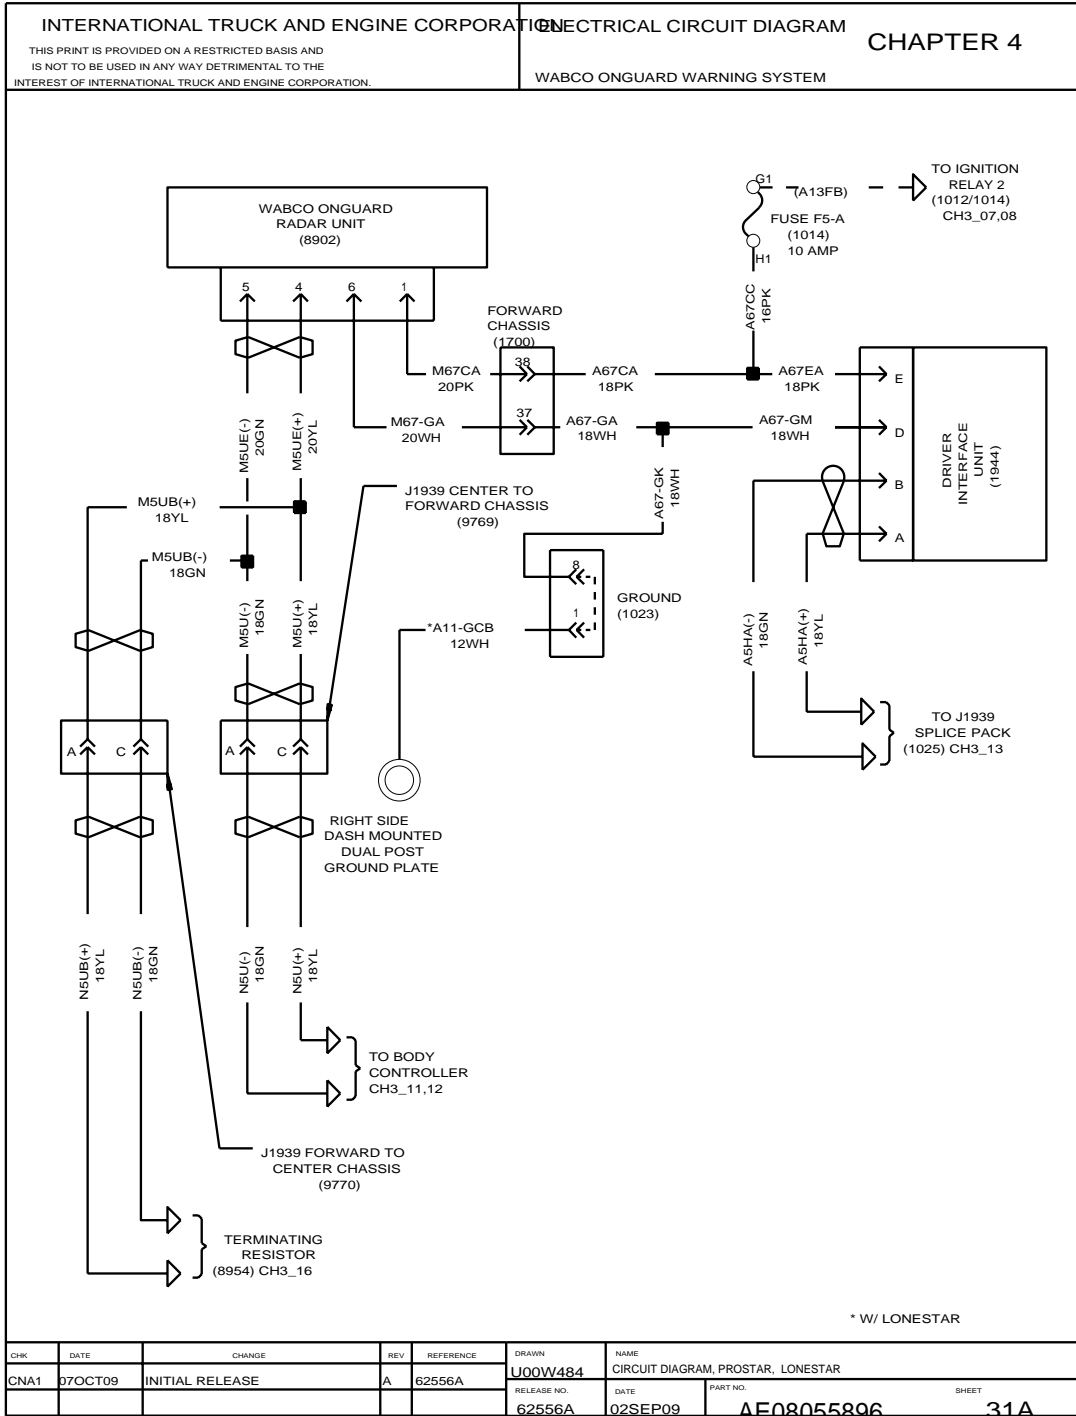 INTERNATIONAL TRUCK AND ENGINE CORPORATION
ELECTRICAL CIRCUIT DIAGRAM
CHAPTER 4
THIS PRINT IS PROVIDED ON A RESTRICTED BASIS AND
IS NOT TO BE USED IN ANY WAY DETRIMENTAL TO THE
INTEREST OF INTERNATIONAL TRUCK AND ENGINE CORPORATION.
WABCO ONGUARD WARNING SYSTEM
WABCO ONGUARD
RADAR UNIT
(8902)
5
4
6
1
G1
(A13FB)
TO IGNITION
RELAY 2
(1012/1014)
CH3_07,08
FUSE F5-A
(1014)
10 AMP
H1
A67CC
16PK
FORWARD
CHASSIS
(1700)
38
37
M67CA
20PK
A67CA
18PK
A67EA
18PK
M67-GA
20WH
A67-GA
18WH
A67-GM
18WH
E
D
B
A
DRIVER
INTERFACE
UNIT
(1944)
M5UE(-)
20GN
M5UE(+)
20YL
M5UB(+)
18YL
M5UB(-)
18GN
J1939 CENTER TO
FORWARD CHASSIS
(9769)
A67-GK
18WH
8
1
GROUND
(1023)
*A11-GCB
12WH
M5U(-)
18GN
M5U(+)
18YL
A5HA(-)
18GN
A5HA(+)
18YL
A
C
A
C
TO J1939
SPLICE PACK
(1025) CH3_13
RIGHT SIDE
DASH MOUNTED
DUAL POST
GROUND PLATE
N5UB(+)
18YL
N5UB(-)
18GN
N5U(-)
18GN
N5U(+)
18YL
TO BODY
CONTROLLER
CH3_11,12
J1939 FORWARD TO
CENTER CHASSIS
(9770)
TERMINATING
RESISTOR
(8954) CH3_16
* W/ LONESTAR
CHK
DATE
CHANGE
REV
REFERENCE
DRAWN
NAME
CNA1
07OCT09
INITIAL RELEASE
A
62556A
U00W484
CIRCUIT DIAGRAM, PROSTAR, LONESTAR
RELEASE NO.
DATE
PART NO.
SHEET
62556A
02SEP09
AE08055896
31A